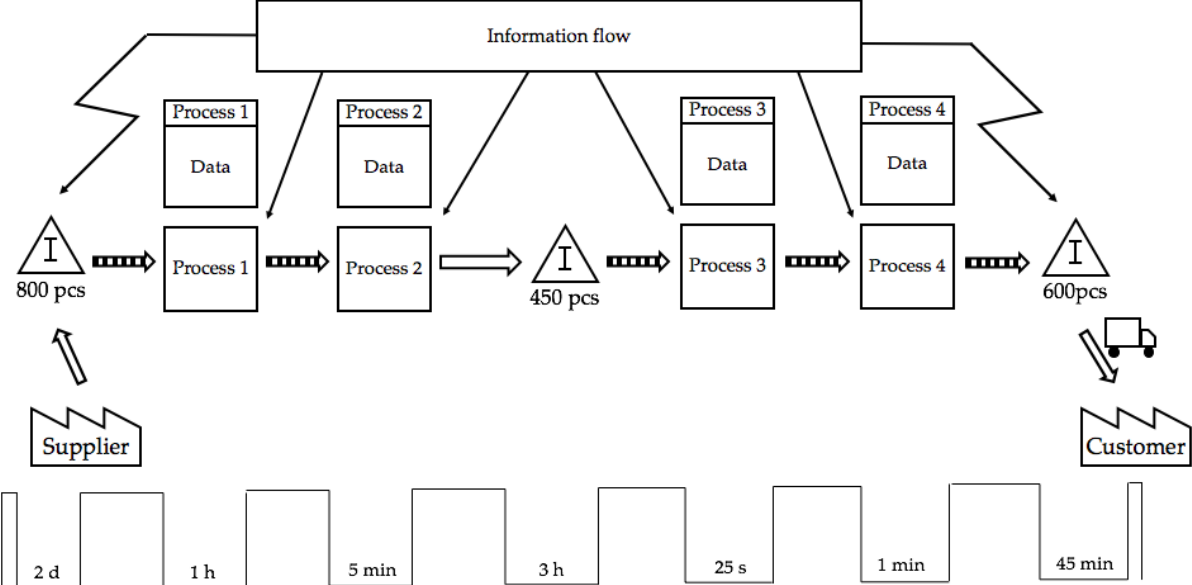 Information flow
Process 1
Process 2
Process 3
Process 4
Data
Data
Data
Data
I
Process 1
Process 2
I
Process 3
Process 4
I
800 pcs
450 pcs
600pcs
Supplier
Customer
2 d
1 h
5 min
3 h
25 s
1 min
45 min